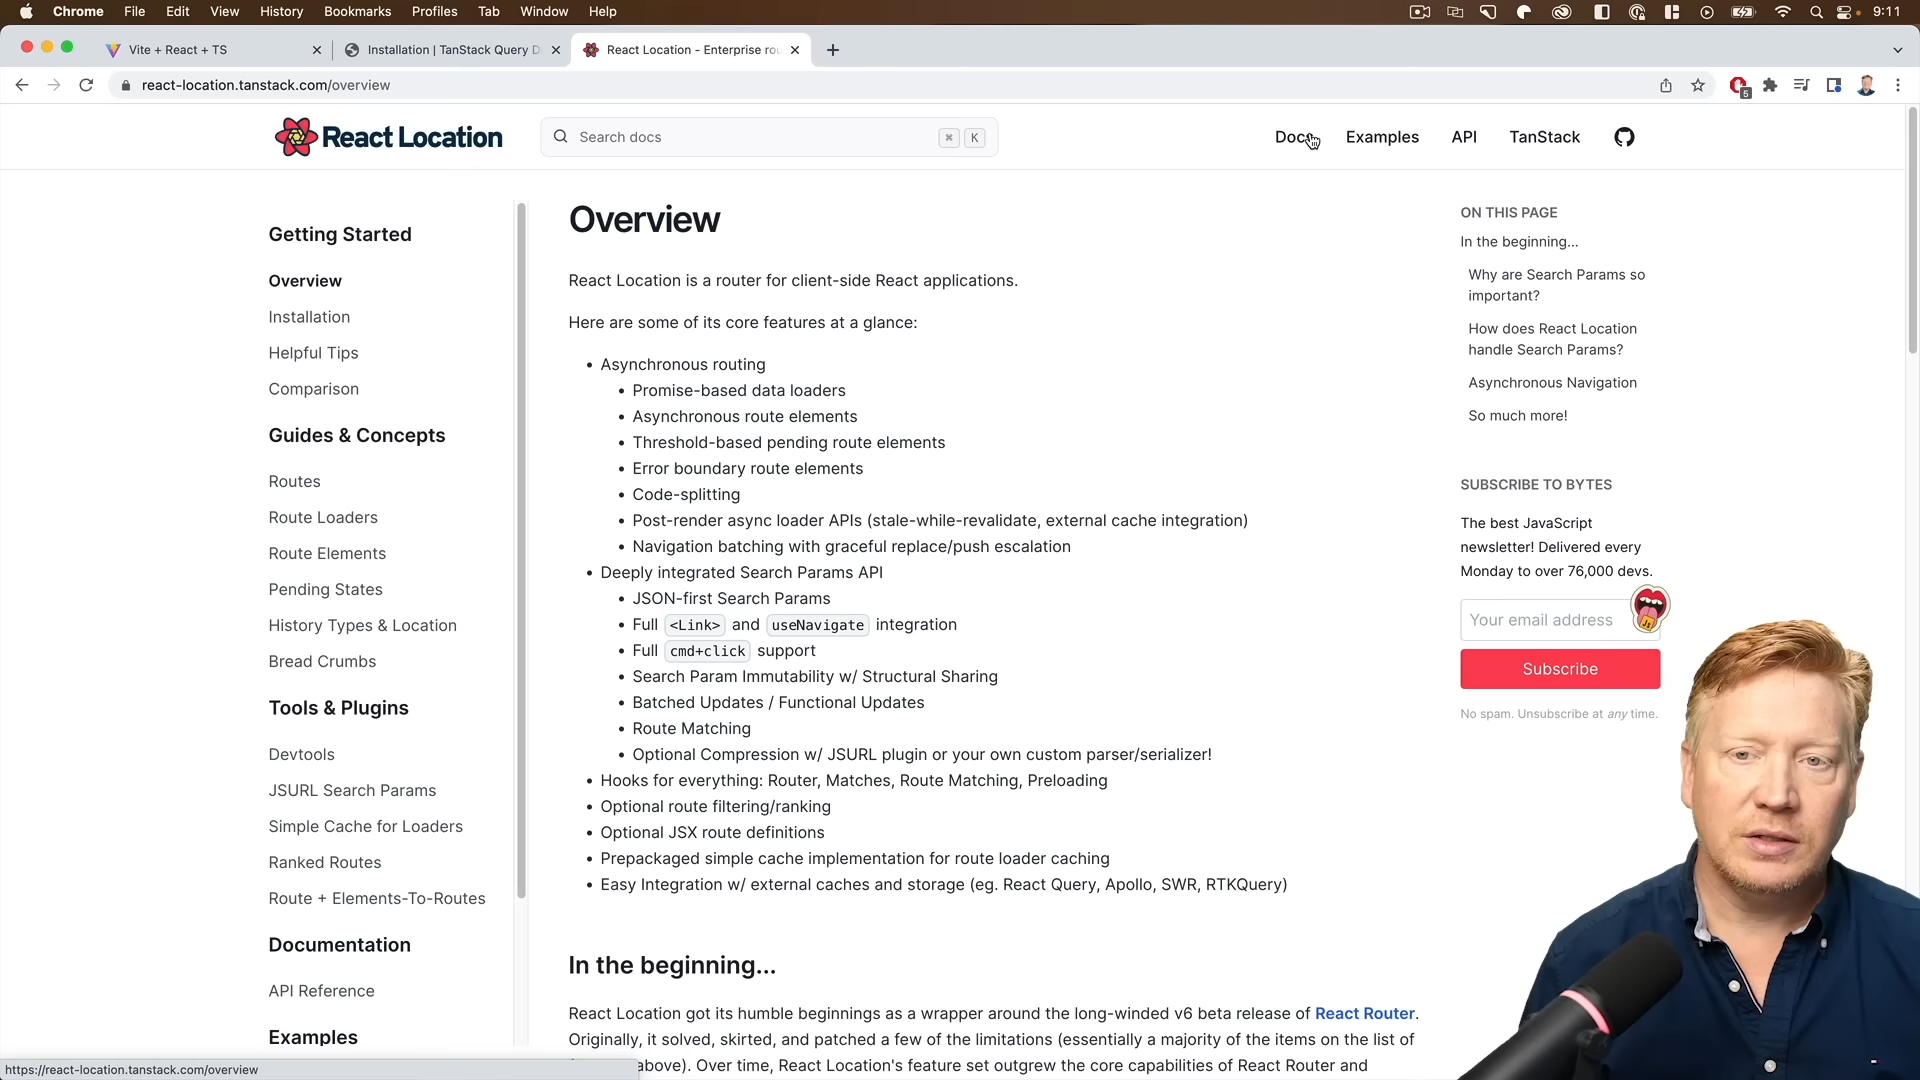 Chrome File Edit View History Bookmarks Profiles Tab Window Help 9:11
Vite + React + TS
Installation | TanStack Query D
React Location - Enterprise rou
react-location.tanstack.com/overview
5
React Location
Search docs
⌘ K
Docs Examples API TanStack
Getting Started
Overview
Installation
Helpful Tips
Comparison
Guides & Concepts
Routes
Route Loaders
Route Elements
Pending States
History Types & Location
Bread Crumbs
Tools & Plugins
Devtools
JSURL Search Params
Simple Cache for Loaders
Ranked Routes
Route + Elements-To-Routes
Documentation
API Reference
Examples
Overview
React Location is a router for client-side React applications.
Here are some of its core features at a glance:
• Asynchronous routing
• Promise-based data loaders
• Asynchronous route elements
• Threshold-based pending route elements
• Error boundary route elements
• Code-splitting
• Post-render async loader APIs (stale-while-revalidate, external cache integration)
• Navigation batching with graceful replace/push escalation
• Deeply integrated Search Params API
• JSON-first Search Params
• Full <Link> and useNavigate integration
• Full cmd+click support
• Search Param Immutability w/ Structural Sharing
• Batched Updates / Functional Updates
• Route Matching
• Optional Compression w/ JSURL plugin or your own custom parser/serializer!
• Hooks for everything: Router, Matches, Route Matching, Preloading
• Optional route filtering/ranking
• Optional JSX route definitions
• Prepackaged simple cache implementation for route loader caching
• Easy Integration w/ external caches and storage (eg. React Query, Apollo, SWR, RTKQuery)
In the beginning...
React Location got its humble beginnings as a wrapper around the long-winded v6 beta release of React Router.
Originally, it solved, skirted, and patched a few of the limitations (essentially a majority of the items on the list of
above). Over time, React Location's feature set outgrew the core capabilities of React Router and
ON THIS PAGE
In the beginning...
Why are Search Params so
important?
How does React Location
handle Search Params?
Asynchronous Navigation
So much more!
SUBSCRIBE TO BYTES
The best JavaScript
newsletter! Delivered every
Monday to over 76,000 devs.
Your email address
JS
Subscribe
No spam. Unsubscribe at any time.
https://react-location.tanstack.com/overview